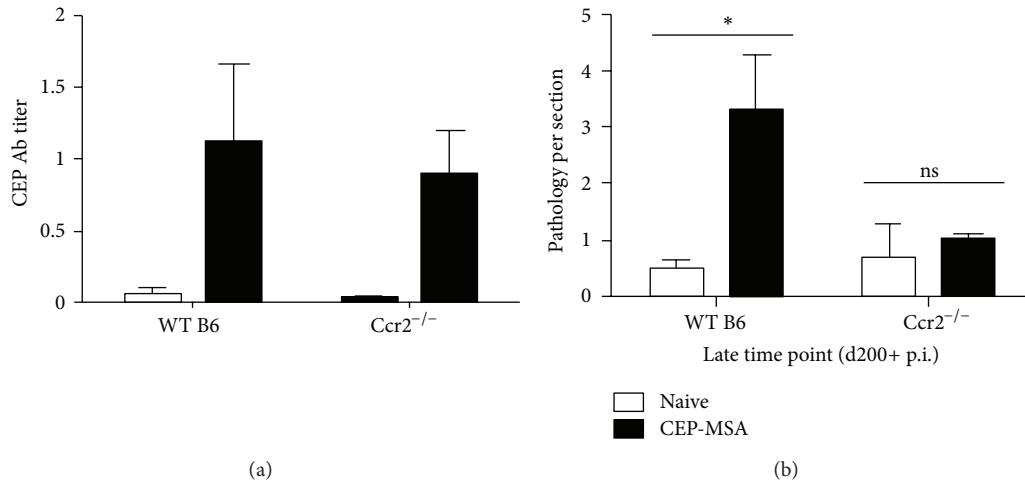 2
1.5
1
0.5
0
CEP Ab titer
WT B6
Ccr2−/−
(a)
5
4
3
2
1
0
Pathology per section
*
ns
WT B6
Ccr2−/−
Late time point (d200+ p.i.)
Naive
CEP-MSA
(b)